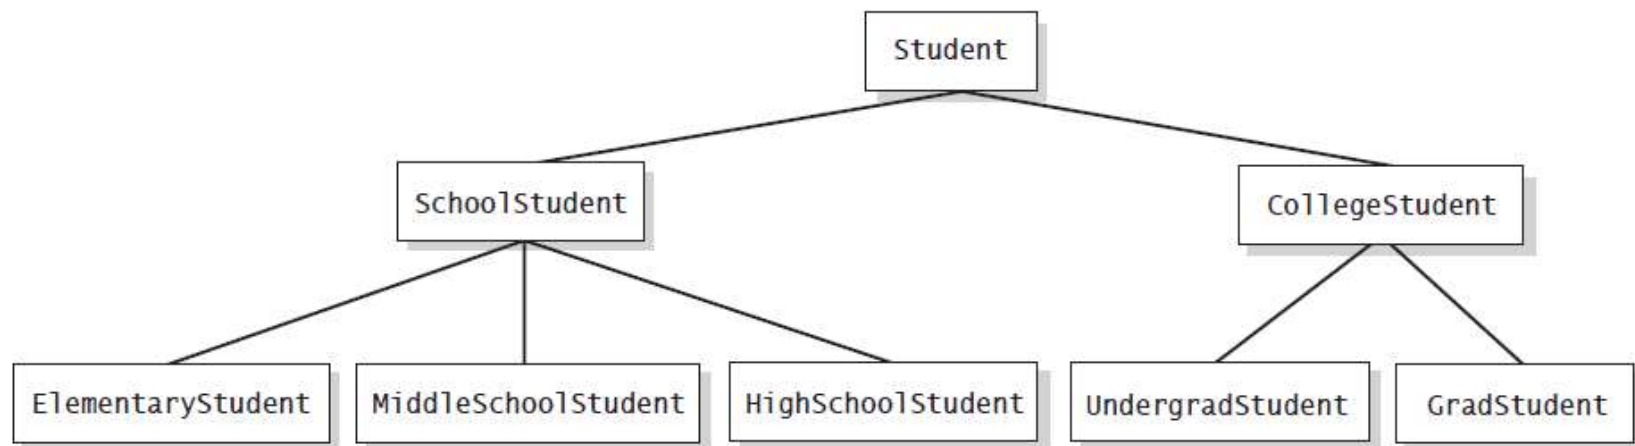 Student
SchoolStudent
CollegeStudent
ElementaryStudent
MiddleSchoolStudent
HighSchoolStudent
UndergradStudent
GradStudent